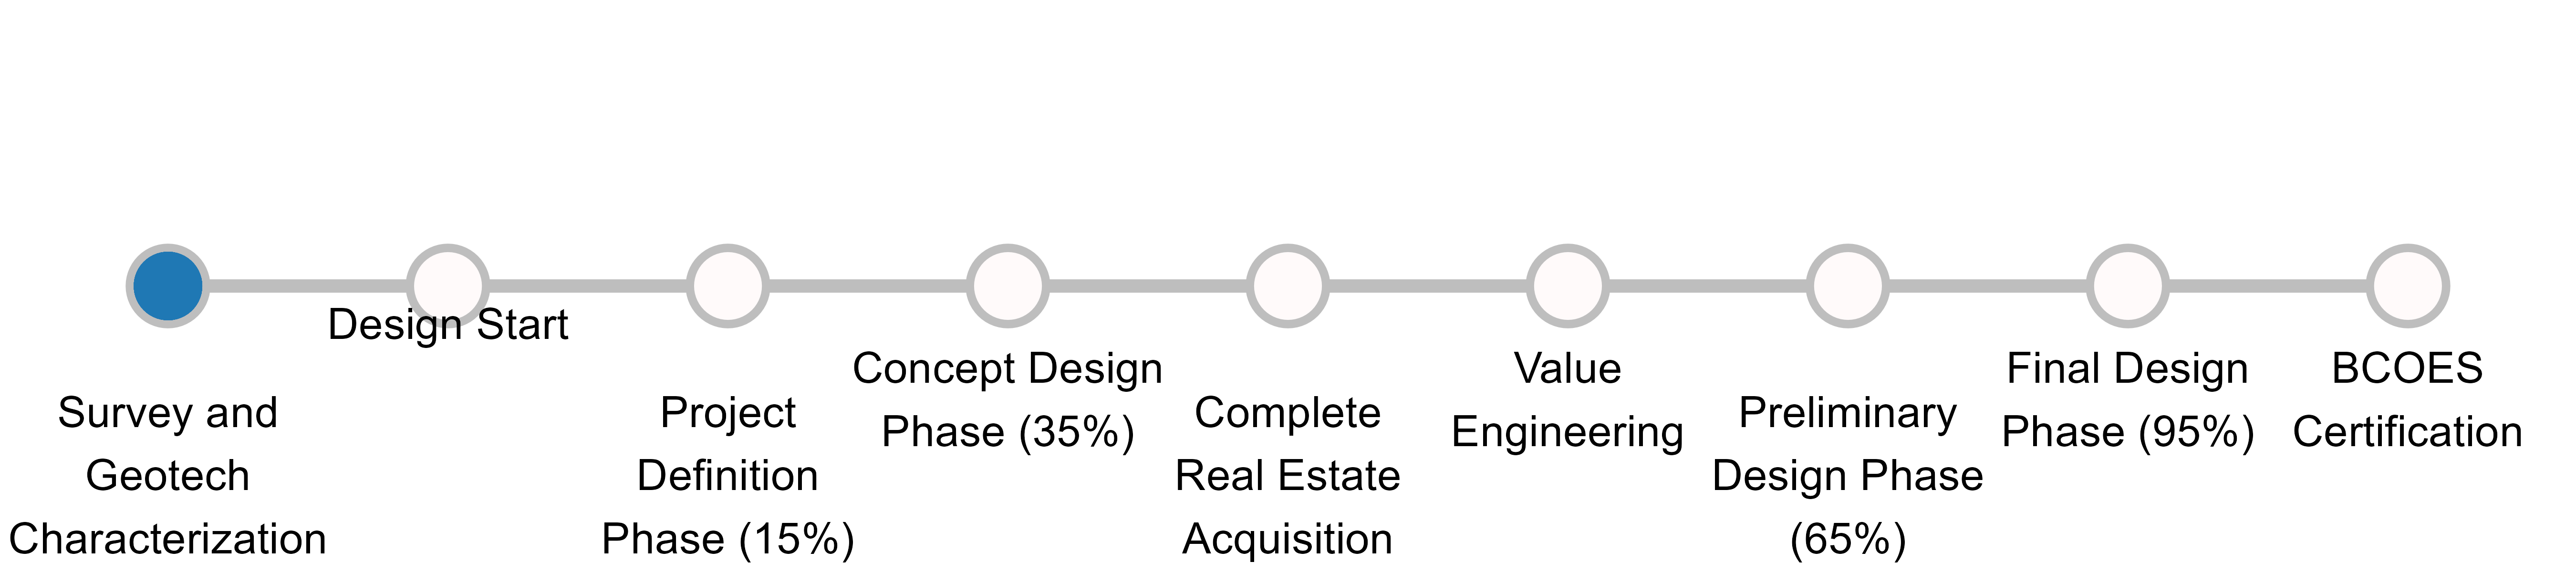 Survey and
Geotech
Characterization
Design Start
Project
Definition
Phase (15%)
Concept Design
Phase (35%)
Complete
Real Estate
Acquisition
Value
Engineering
Preliminary
Design Phase
(65%)
Final Design
Phase (95%)
BCOES
Certification